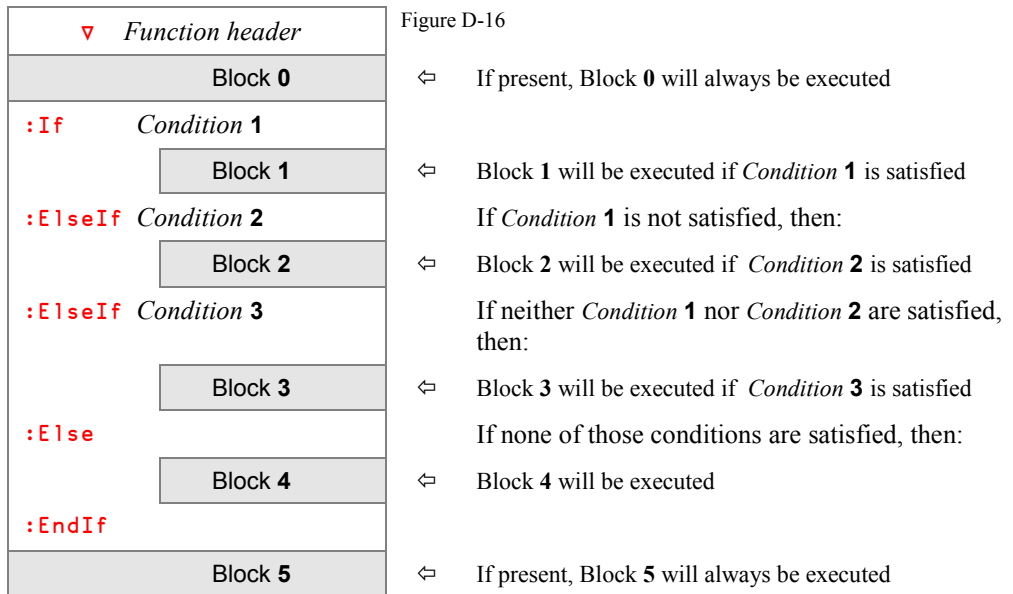 Figure D-16
∇ Function header
Block 0 ⇦ If present, Block 0 will always be executed
:If Condition 1
Block 1 ⇦ Block 1 will be executed if Condition 1 is satisfied
:ElseIf Condition 2 If Condition 1 is not satisfied, then:
Block 2 ⇦ Block 2 will be executed if Condition 2 is satisfied
:ElseIf Condition 3 If neither Condition 1 nor Condition 2 are satisfied,
then:
Block 3 ⇦ Block 3 will be executed if Condition 3 is satisfied
:Else If none of those conditions are satisfied, then:
Block 4 ⇦ Block 4 will be executed
:EndIf
Block 5 ⇦ If present, Block 5 will always be executed